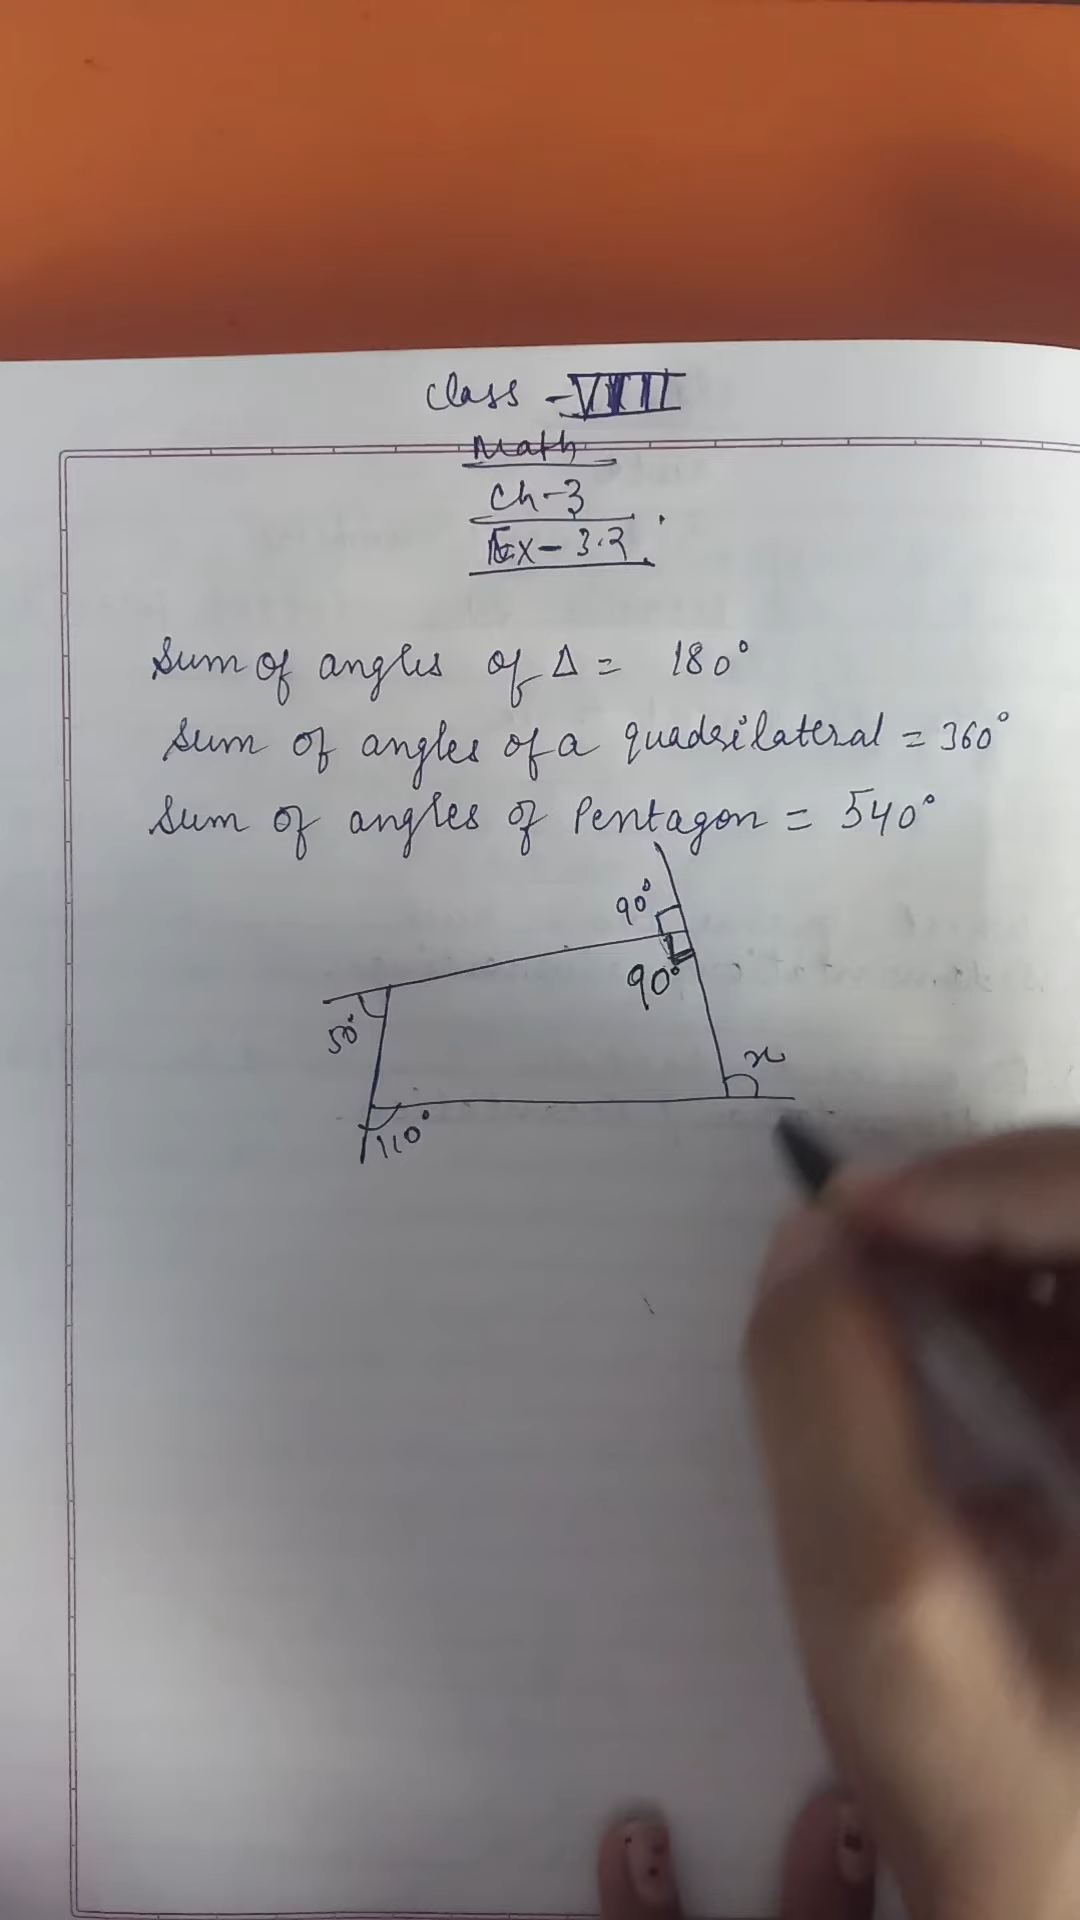 Class - VIII
Math
Ch-3
Ex - 3.2
Sum of angles of Δ = 180°
Sum of angles of a quadrilateral = 360°
Sum of angles of Pentagon = 540°
90°
90°
50°
x
110°